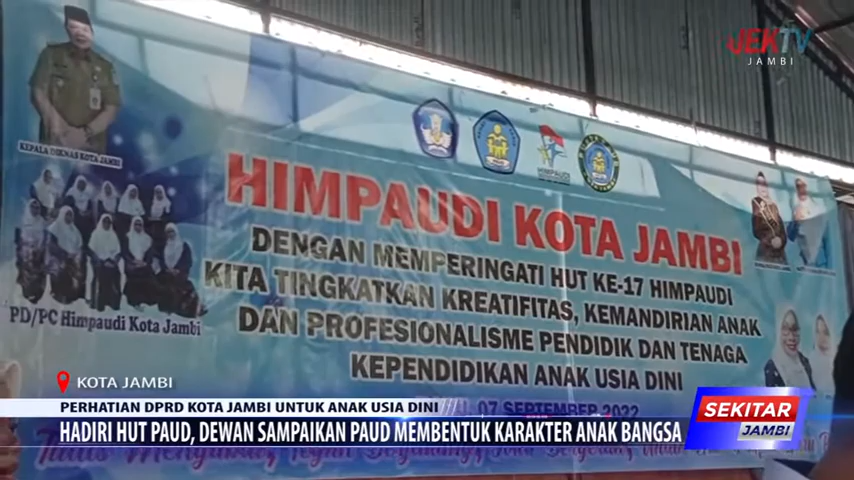 JEKTV
JAMBI
KEPALA DIKNAS KOTA JAMBI
HIMPAUDI
HIMPAUDI KOTA JAMBI
DENGAN MEMPERINGATI HUT KE-17 HIMPAUDI
KITA TINGKATKAN KREATIFITAS, KEMANDIRIAN ANAK
DAN PROFESIONALISME PENDIDIK DAN TENAGA
KEPENDIDIKAN ANAK USIA DINI
PD/PC Himpaudi Kota Jambi
07 SEPTEMBER 2022
KOTA JAMBI
PERHATIAN DPRD KOTA JAMBI UNTUK ANAK USIA DINI
HADIRI HUT PAUD, DEWAN SAMPAIKAN PAUD MEMBENTUK KARAKTER ANAK BANGSA
SEKITAR
JAMBI